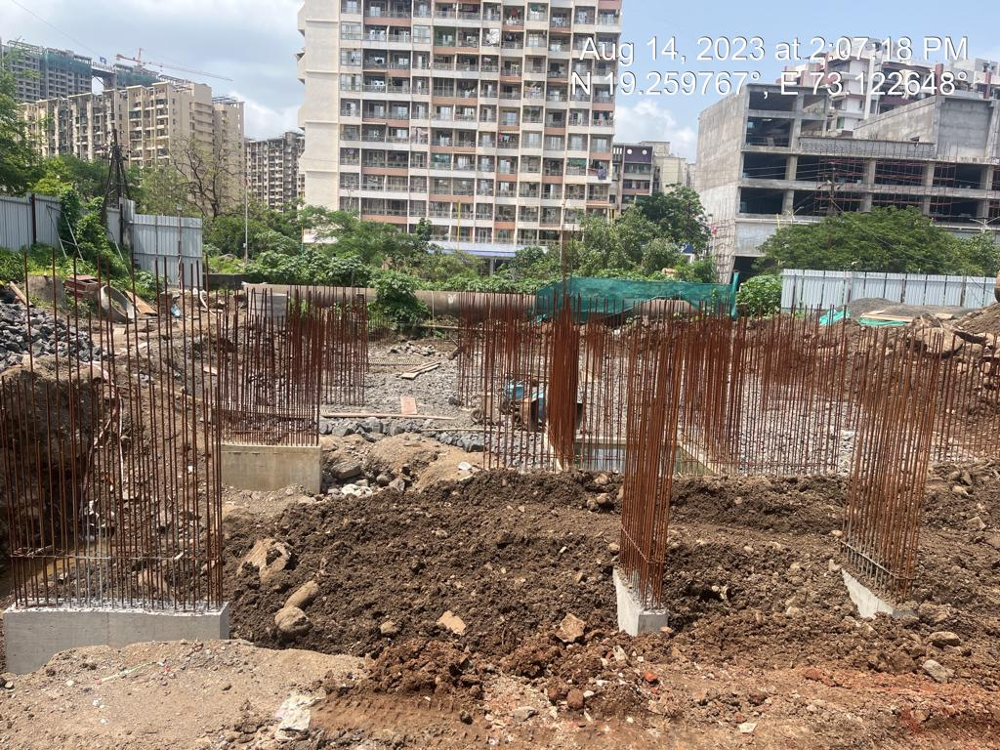 Aug 14, 2023 at 2:07:18 PM
N 19.259767°, E 73.122648°